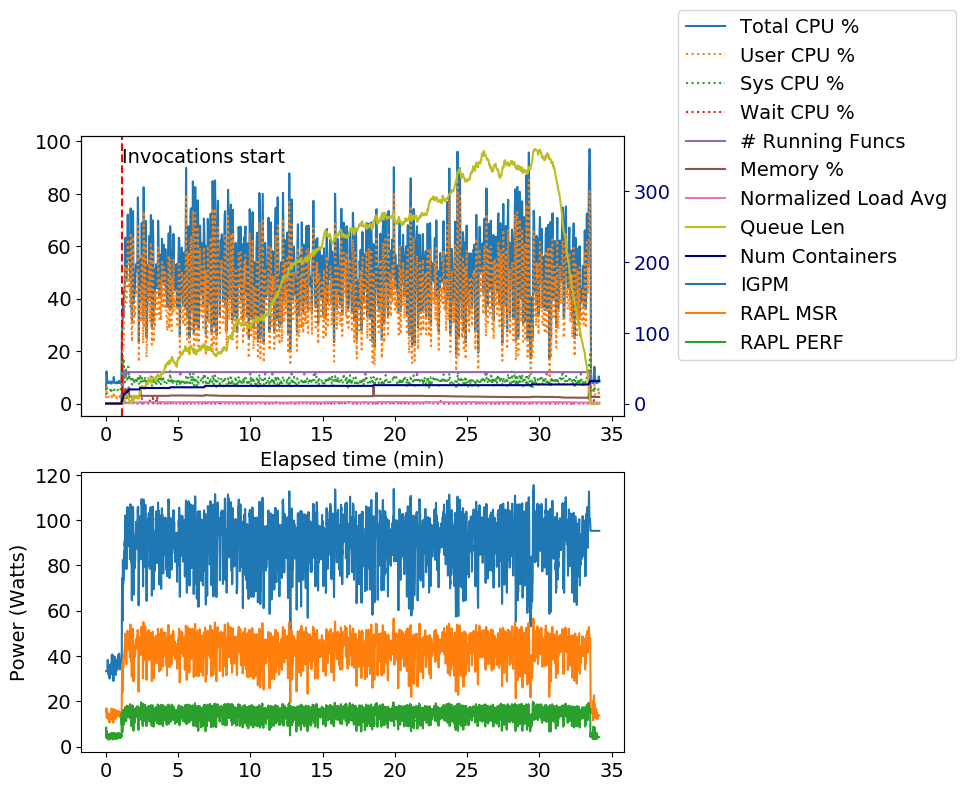 Total CPU %
User CPU %
Sys CPU %
Wait CPU %
# Running Funcs
Memory %
Normalized Load Avg
Queue Len
Num Containers
IGPM
RAPL MSR
RAPL PERF
Invocations start
100
80
60
40
20
0
300
200
100
0
0 5 10 15 20 25 30 35
Elapsed time (min)
120
100
80
60
40
20
0
Power (Watts)
0 5 10 15 20 25 30 35